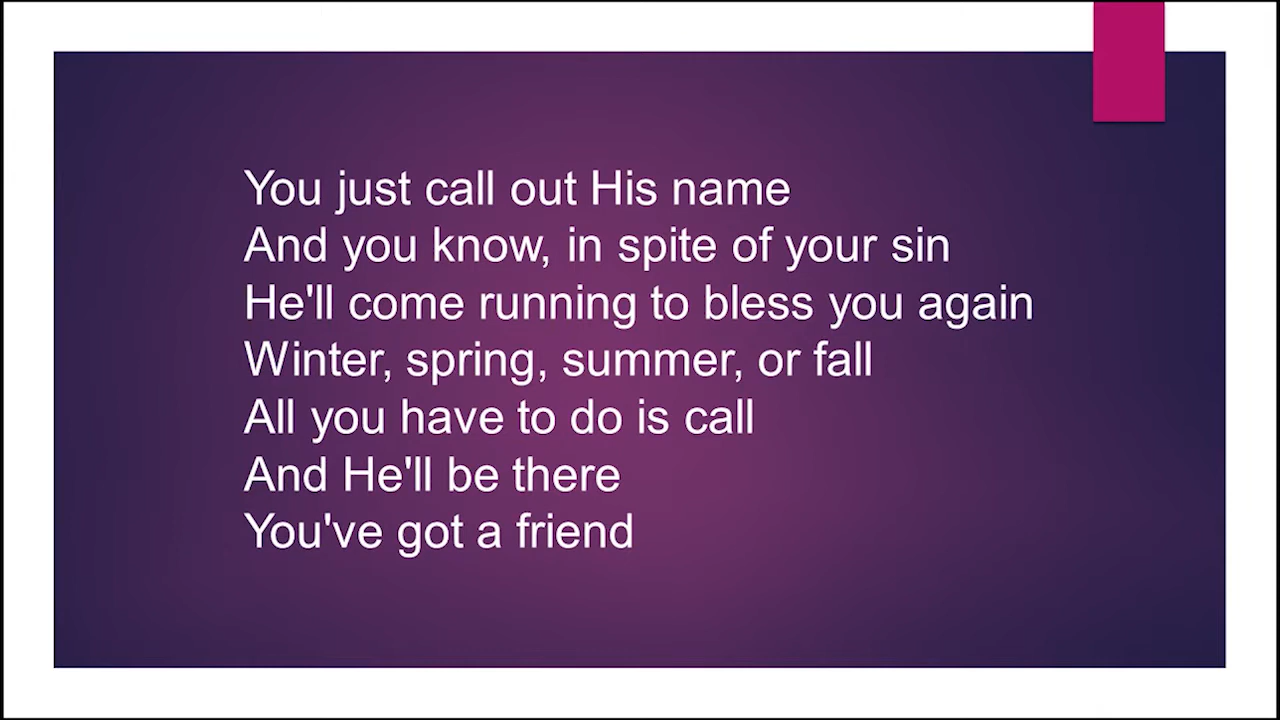 You just call out His name
And you know, in spite of your sin
He'll come running to bless you again
Winter, spring, summer, or fall
All you have to do is call
And He'll be there
You've got a friend